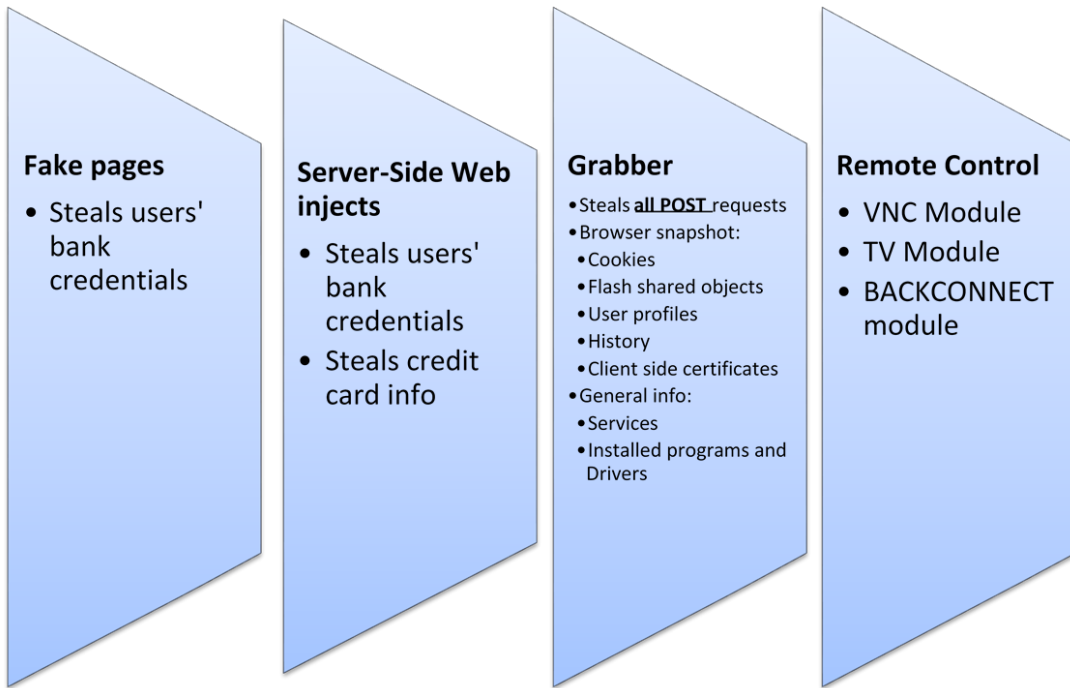 Fake pages
• Steals users'
bank
credentials
Server-Side Web
injects
• Steals users'
bank
credentials
• Steals credit
card info
Grabber
•Steals all POST requests
•Browser snapshot:
•Cookies
•Flash shared objects
•User profiles
•History
•Client side certificates
•General info:
•Services
•Installed programs and
Drivers
Remote Control
• VNC Module
• TV Module
• BACKCONNECT
module